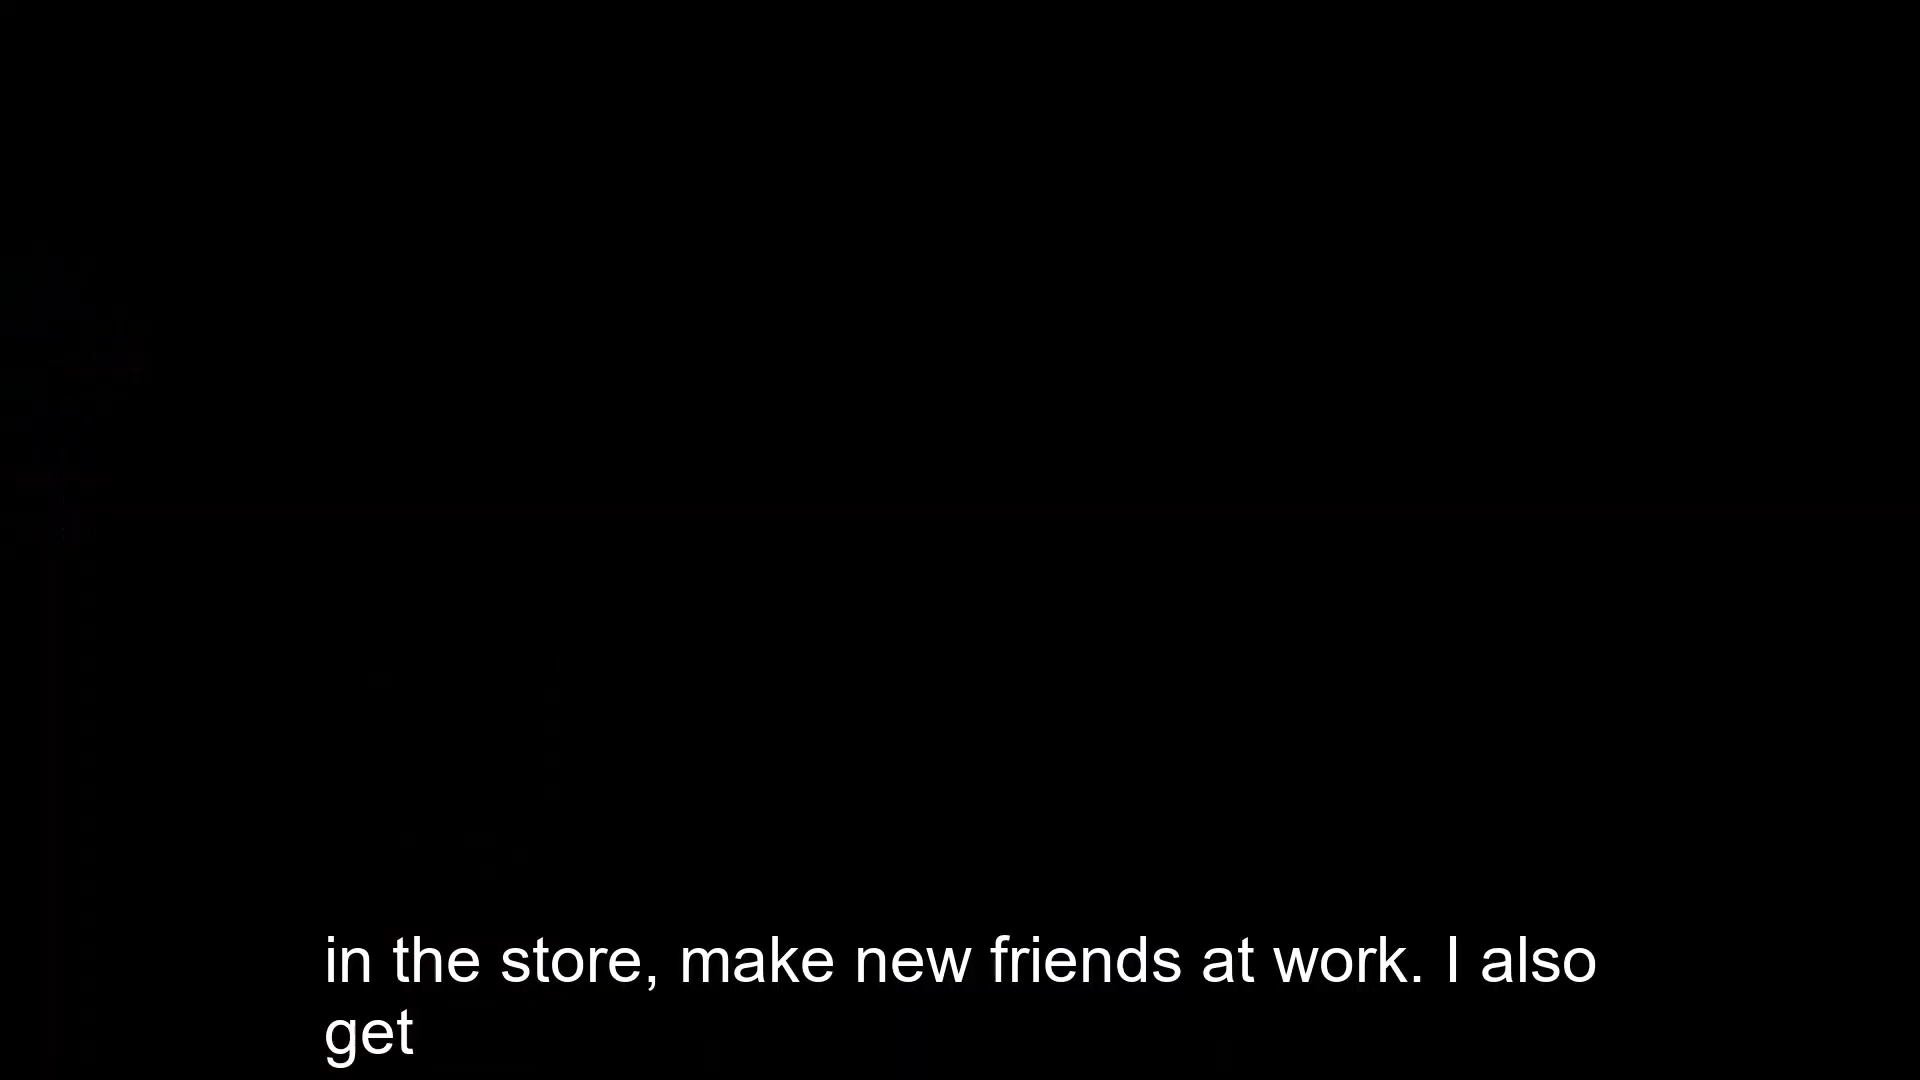 in the store, make new friends at work. I also
get